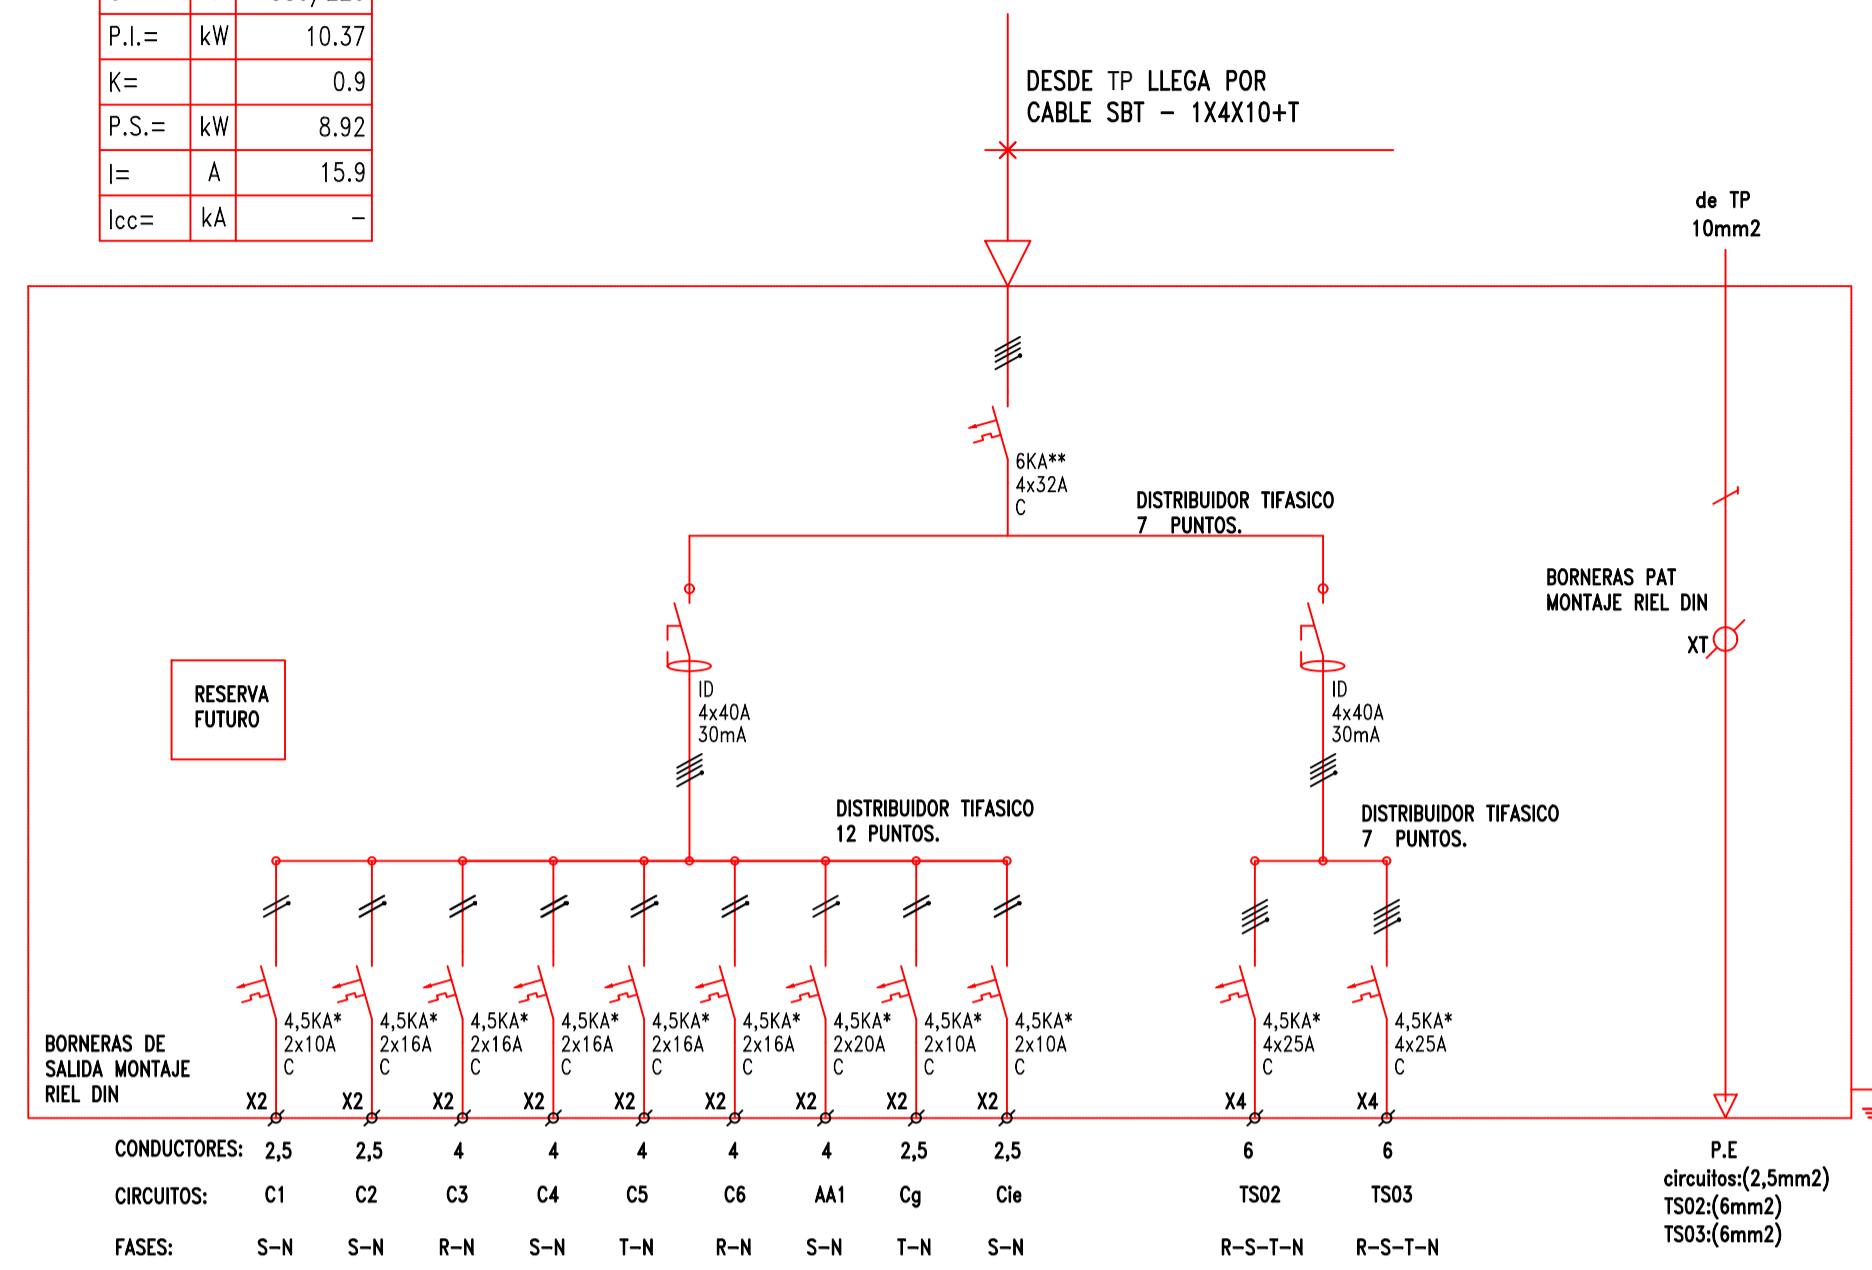 P.I.= kW 10.37
K= 0.9
P.S.= kW 8.92
I= A 15.9
Icc= kA –
DESDE TP LLEGA POR
CABLE SBT – 1X4X10+T
de TP
10mm2
6KA**
4x32A
C
DISTRIBUIDOR TIFASICO
7 PUNTOS.
BORNERAS PAT
MONTAJE RIEL DIN
XT
RESERVA
FUTURO
ID
4x40A
30mA
ID
4x40A
30mA
DISTRIBUIDOR TIFASICO
12 PUNTOS.
DISTRIBUIDOR TIFASICO
7 PUNTOS.
4,5KA* 4,5KA* 4,5KA* 4,5KA* 4,5KA* 4,5KA* 4,5KA* 4,5KA* 4,5KA* 4,5KA* 4,5KA*
2x10A 2x16A 2x16A 2x16A 2x16A 2x16A 2x20A 2x10A 2x10A 4x25A 4x25A
C C C C C C C C C C C
BORNERAS DE
SALIDA MONTAJE
RIEL DIN
X2 X2 X2 X2 X2 X2 X2 X2 X2 X4 X4
CONDUCTORES: 2,5 2,5 4 4 4 4 4 2,5 2,5 6 6
CIRCUITOS: C1 C2 C3 C4 C5 C6 AA1 Cg Cie TS02 TS03
FASES: S–N S–N R–N S–N T–N R–N S–N T–N S–N R–S–T–N R–S–T–N
P.E
circuitos:(2,5mm2)
TS02:(6mm2)
TS03:(6mm2)